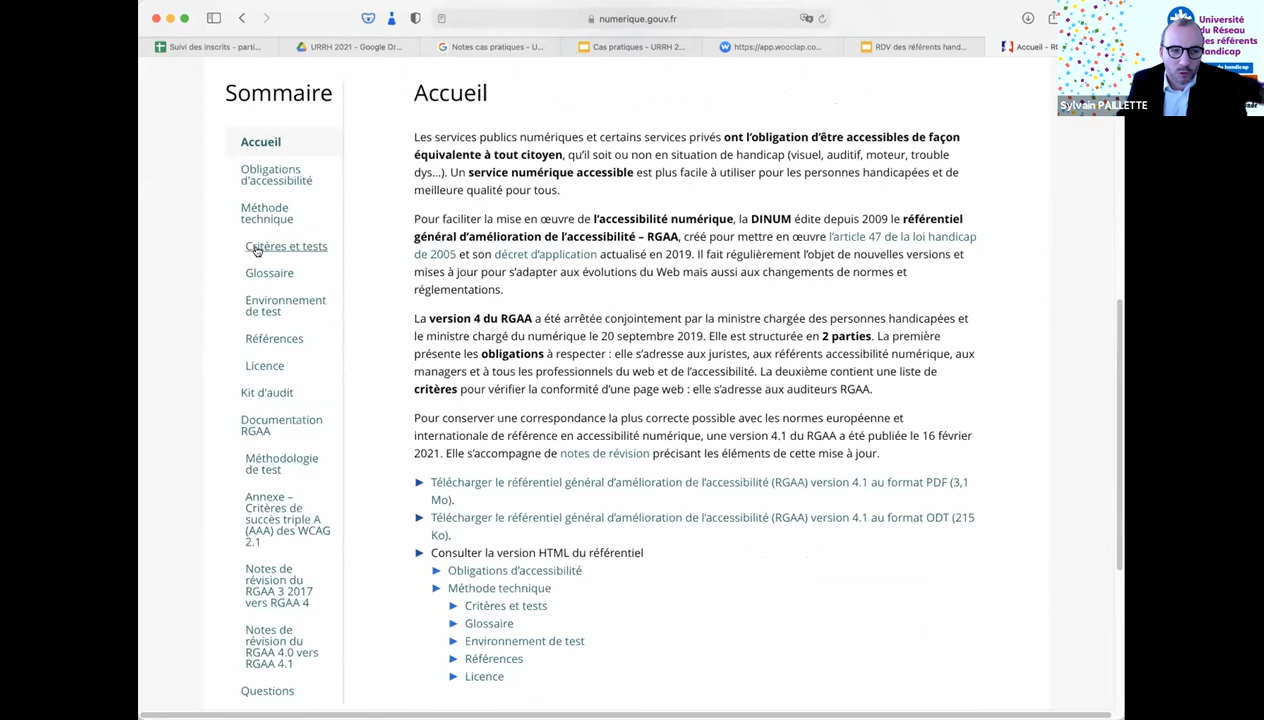 numerique.gouv.fr
Suivi des inscrits - parti...
URRH 2021 - Google Dr...
Notes cas pratiques - U...
Cas pratiques - URRH 2...
https://app.wooclap.co...
RDV des référents hand...
Accueil - RG
Université
du Réseau
des référents
handicap
Sylvain PAILLETTE
Sommaire
Accueil
Obligations
d'accessibilité
Méthode
technique
Critères et tests
Glossaire
Environnement
de test
Références
Licence
Kit d'audit
Documentation
RGAA
Méthodologie
de test
Annexe –
Critères de
succès triple A
(AAA) des WCAG
2.1
Notes de
révision du
RGAA 3 2017
vers RGAA 4
Notes de
révision du
RGAA 4.0 vers
RGAA 4.1
Questions
Accueil
Les services publics numériques et certains services privés ont l'obligation d'être accessibles de façon
équivalente à tout citoyen, qu'il soit ou non en situation de handicap (visuel, auditif, moteur, trouble
dys...). Un service numérique accessible est plus facile à utiliser pour les personnes handicapées et de
meilleure qualité pour tous.
Pour faciliter la mise en œuvre de l'accessibilité numérique, la DINUM édite depuis 2009 le référentiel
général d'amélioration de l'accessibilité – RGAA, créé pour mettre en œuvre l'article 47 de la loi handicap
de 2005 et son décret d'application actualisé en 2019. Il fait régulièrement l'objet de nouvelles versions et
mises à jour pour s'adapter aux évolutions du Web mais aussi aux changements de normes et
réglementations.
La version 4 du RGAA a été arrêtée conjointement par la ministre chargée des personnes handicapées et
le ministre chargé du numérique le 20 septembre 2019. Elle est structurée en 2 parties. La première
présente les obligations à respecter : elle s'adresse aux juristes, aux référents accessibilité numérique, aux
managers et à tous les professionnels du web et de l'accessibilité. La deuxième contient une liste de
critères pour vérifier la conformité d'une page web : elle s'adresse aux auditeurs RGAA.
Pour conserver une correspondance la plus correcte possible avec les normes européenne et
internationale de référence en accessibilité numérique, une version 4.1 du RGAA a été publiée le 16 février
2021. Elle s'accompagne de notes de révision précisant les éléments de cette mise à jour.
Télécharger le référentiel général d'amélioration de l'accessibilité (RGAA) version 4.1 au format PDF (3,1
Mo).
Télécharger le référentiel général d'amélioration de l'accessibilité (RGAA) version 4.1 au format ODT (215
Ko).
Consulter la version HTML du référentiel
Obligations d'accessibilité
Méthode technique
Critères et tests
Glossaire
Environnement de test
Références
Licence